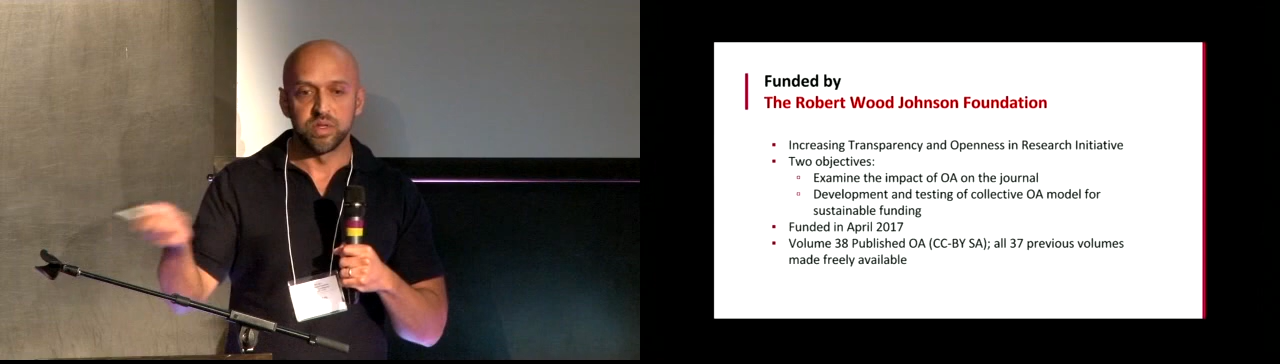 Funded by
The Robert Wood Johnson Foundation
Increasing Transparency and Openness in Research Initiative
Two objectives:
Examine the impact of OA on the journal
Development and testing of collective OA model for
sustainable funding
Funded in April 2017
Volume 38 Published OA (CC-BY SA); all 37 previous volumes
made freely available